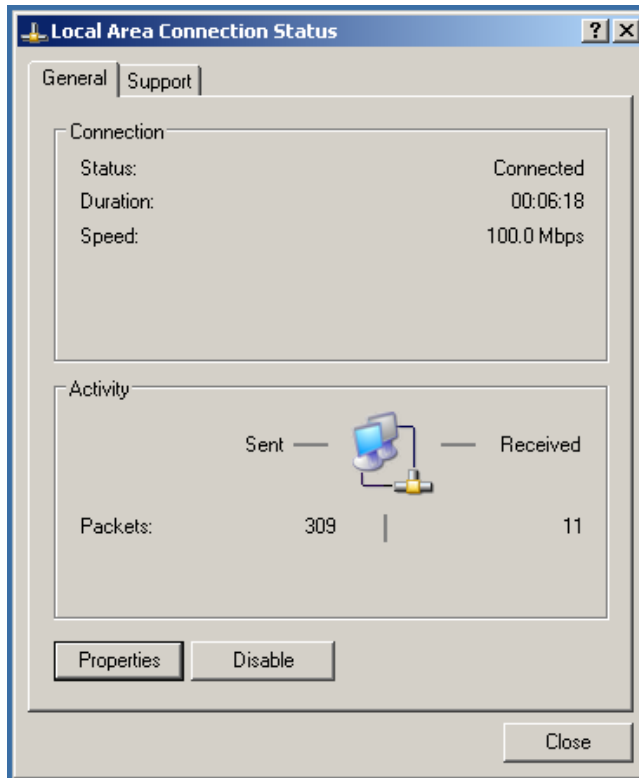 Local Area Connection Status
General Support
Connection
Status: Connected
Duration: 00:06:18
Speed: 100.0 Mbps
Activity
Sent Received
Packets: 309 11
Properties Disable
Close